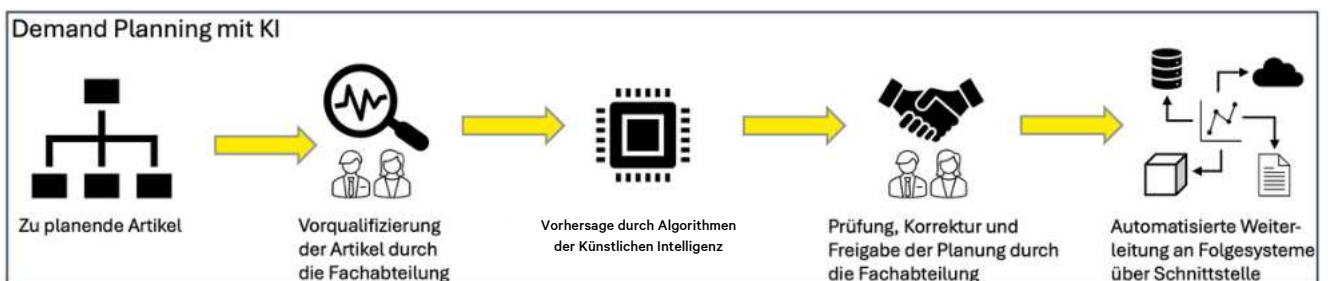 Demand Planning mit KI
Zu planende Artikel
Vorqualifizierung
der Artikel durch
die Fachabteilung
Vorhersage durch Algorithmen
der Künstlichen Intelligenz
Prüfung, Korrektur und
Freigabe der Planung durch
die Fachabteilung
Automatisierte Weiter-
leitung an Folgesysteme
über Schnittstelle